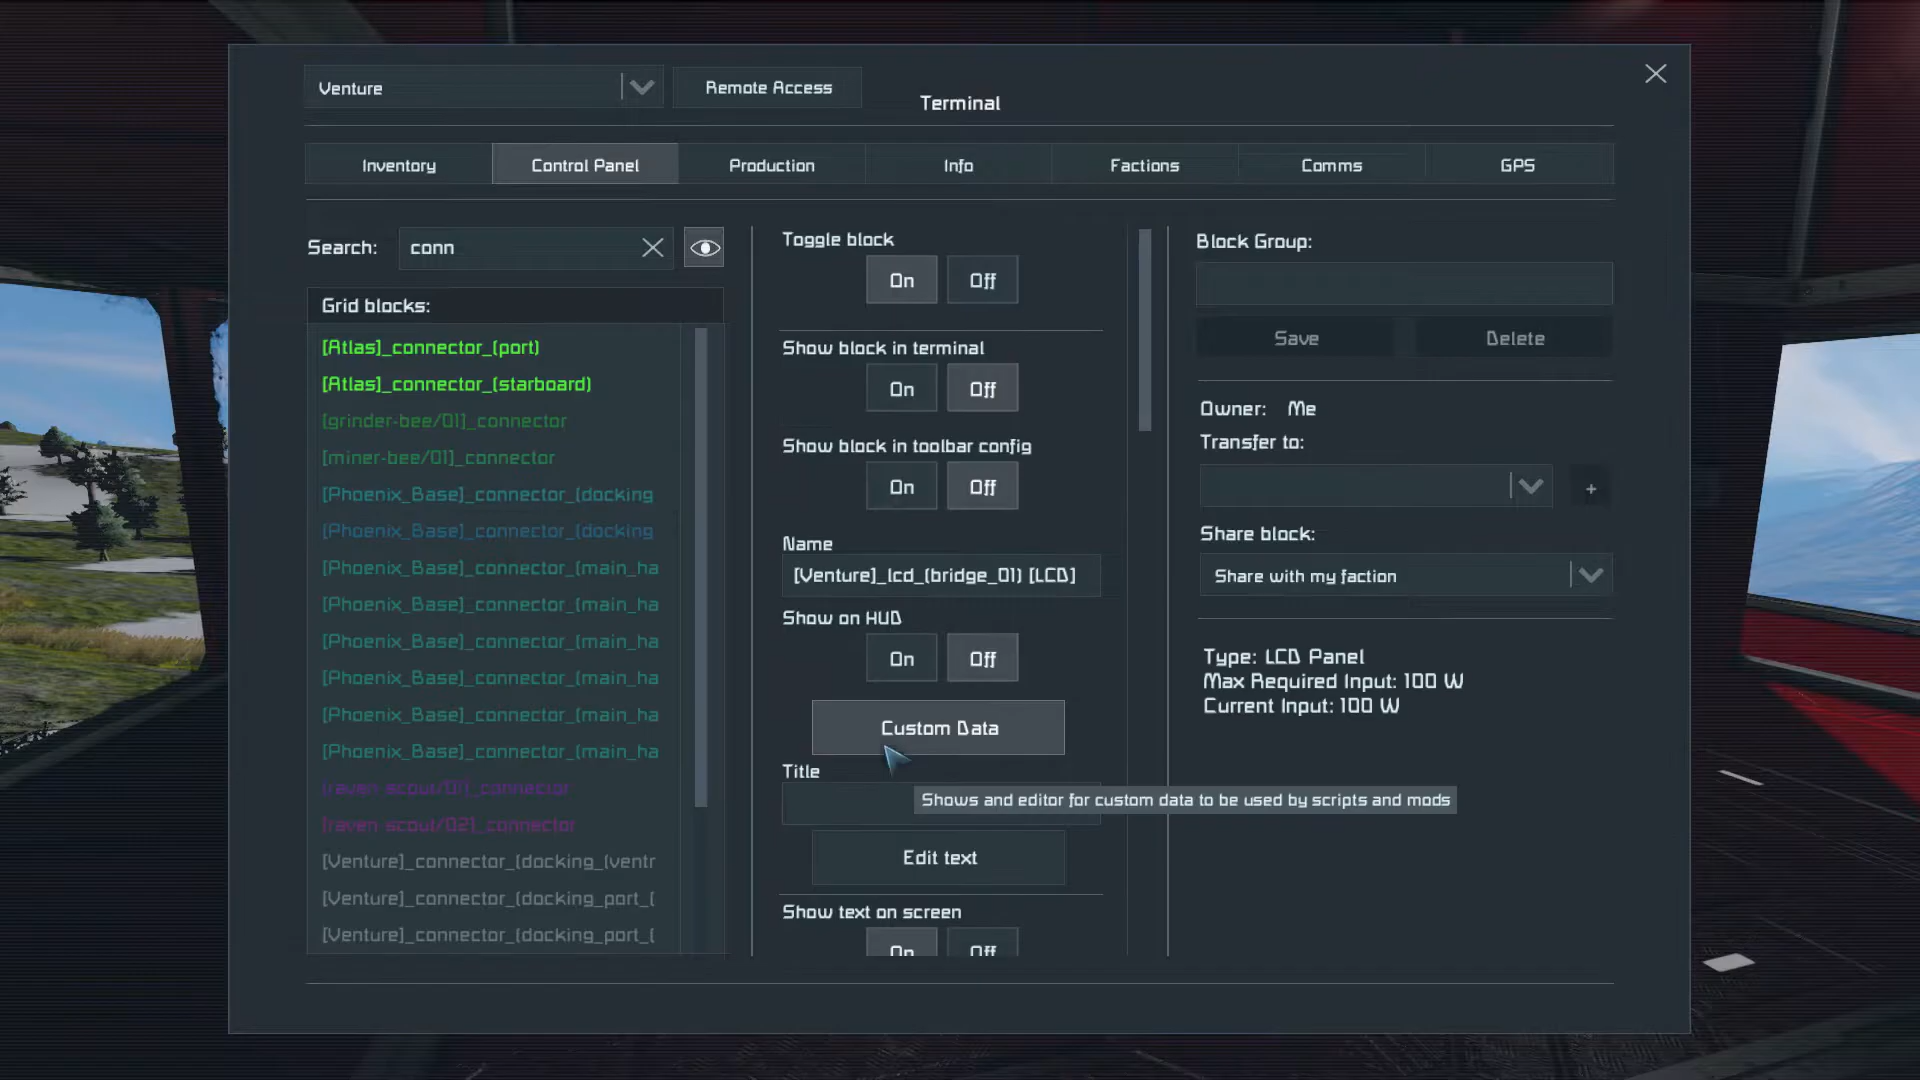 Venture
Remote Access
Terminal
Inventory
Control Panel
Production
Info
Factions
Comms
GPS
Search:
conn
Grid blocks:
[Atlas]_connector_(port)
[Atlas]_connector_(starboard)
[grinder-bee/01]_connector
[miner-bee/01]_connector
[Phoenix_Base]_connector_(docking
[Phoenix_Base]_connector_(docking
[Phoenix_Base]_connector_(main_ha
[Phoenix_Base]_connector_(main_ha
[Phoenix_Base]_connector_(main_ha
[Phoenix_Base]_connector_(main_ha
[Phoenix_Base]_connector_(main_ha
[Phoenix_Base]_connector_(main_ha
[raven-scout/01]_connector
[raven-scout/02]_connector
[Venture]_connector_(docking_(ventr
[Venture]_connector_(docking_port_(
[Venture]_connector_(docking_port_(
Toggle block
On
Off
Show block in terminal
On
Off
Show block in toolbar config
On
Off
Name
[Venture]_lcd_(bridge_01) [LCD]
Show on HUD
On
Off
Custom Data
Title
Shows and editor for custom data to be used by scripts and mods
Edit text
Show text on screen
On
Off
Block Group:
Save
Delete
Owner: Me
Transfer to:
+
Share block:
Share with my faction
Type: LCD Panel
Max Required Input: 100 W
Current Input: 100 W